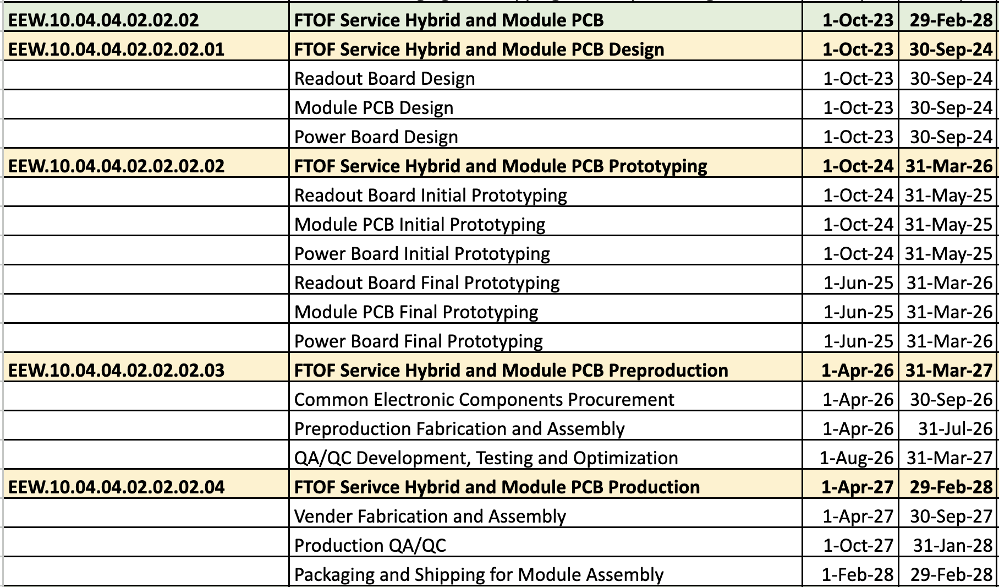 EEW.10.04.04.02.02.02 FTOF Service Hybrid and Module PCB 1-Oct-23 29-Feb-28
EEW.10.04.04.02.02.02.01 FTOF Service Hybrid and Module PCB Design 1-Oct-23 30-Sep-24
Readout Board Design 1-Oct-23 30-Sep-24
Module PCB Design 1-Oct-23 30-Sep-24
Power Board Design 1-Oct-23 30-Sep-24
EEW.10.04.04.02.02.02.02 FTOF Service Hybrid and Module PCB Prototyping 1-Oct-24 31-Mar-26
Readout Board Initial Prototyping 1-Oct-24 31-May-25
Module PCB Initial Prototyping 1-Oct-24 31-May-25
Power Board Initial Prototyping 1-Oct-24 31-May-25
Readout Board Final Prototyping 1-Jun-25 31-Mar-26
Module PCB Final Prototyping 1-Jun-25 31-Mar-26
Power Board Final Prototyping 1-Jun-25 31-Mar-26
EEW.10.04.04.02.02.02.03 FTOF Service Hybrid and Module PCB Preproduction 1-Apr-26 31-Mar-27
Common Electronic Components Procurement 1-Apr-26 30-Sep-26
Preproduction Fabrication and Assembly 1-Apr-26 31-Jul-26
QA/QC Development, Testing and Optimization 1-Aug-26 31-Mar-27
EEW.10.04.04.02.02.02.04 FTOF Serivce Hybrid and Module PCB Production 1-Apr-27 29-Feb-28
Vender Fabrication and Assembly 1-Apr-27 30-Sep-27
Production QA/QC 1-Oct-27 31-Jan-28
Packaging and Shipping for Module Assembly 1-Feb-28 29-Feb-28